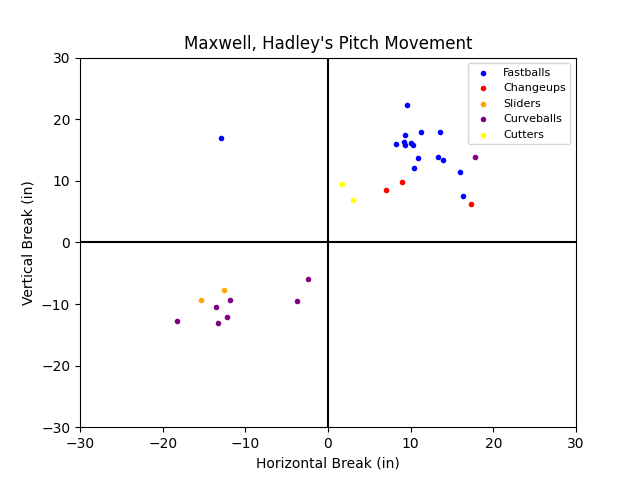 Maxwell, Hadley's Pitch Movement
Fastballs
Changeups
Sliders
Curveballs
Cutters
30
20
10
0
−10
−20
−30
Vertical Break (in)
−30
−20
−10
0
10
20
30
Horizontal Break (in)